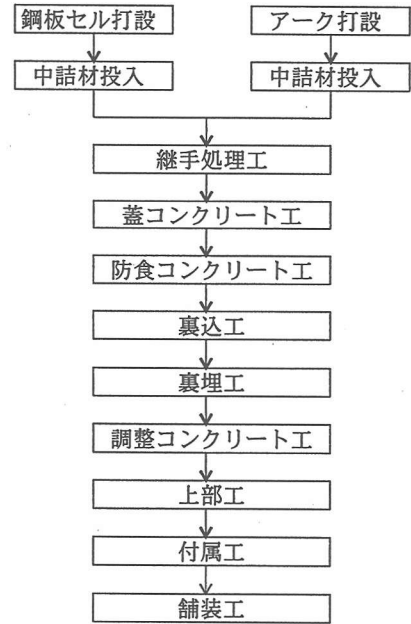 鋼板セル打設
アーク打設
中詰材投入
中詰材投入
継手処理工
蓋コンクリート工
防食コンクリート工
裏込工
裏埋工
調整コンクリート工
上部工
付属工
舗装工